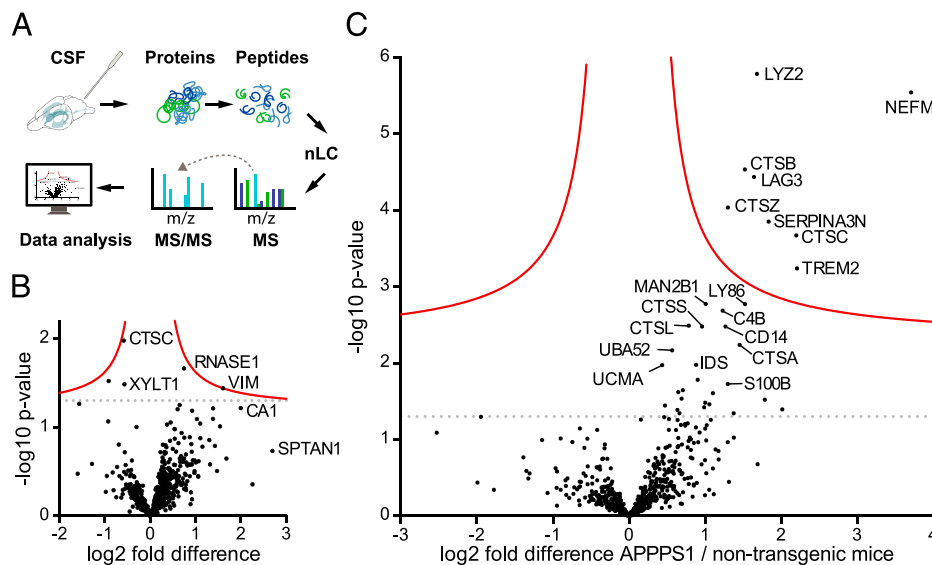 A
CSF
Proteins
Peptides
nLC
m/z
m/z
Data analysis
MS/MS
MS
B
-log10 p-value
2
1
0
-2
-1
0
1
2
3
log2 fold difference
CTSC
RNASE1
XYLT1
VIM
CA1
SPTAN1
C
-log10 p-value
6
5
4
3
2
1
0
-3
-2
-1
0
1
2
3
4
log2 fold difference APPPS1 / non-transgenic mice
LYZ2
NEFM
CTSB
LAG3
CTSZ
SERPINA3N
CTSC
TREM2
MAN2B1
LY86
CTSS
C4B
CTSL
CD14
UBA52
CTSA
UCMA
IDS
S100B